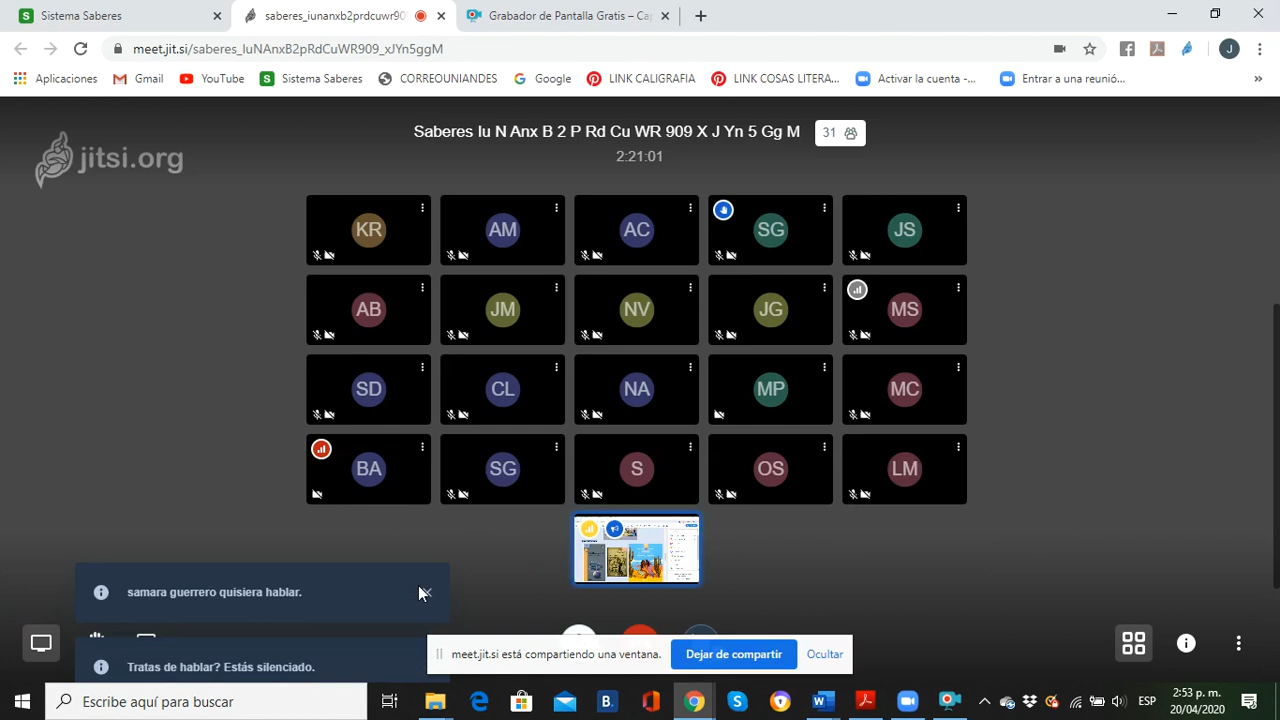 Sistema Saberes
saberes_iunanxb2prdcuwr909
Grabador de Pantalla Gratis – Ca
meet.jit.si/saberes_IuNAnxB2pRdCuWR909_xJYn5ggM
J
Aplicaciones
Gmail
YouTube
Sistema Saberes
CORREOUNIANDES
Google
LINK CALIGRAFIA
LINK COSAS LITERA...
Activar la cuenta -...
Entrar a una reunió...
»
jitsi.org
Saberes Iu N Anx B 2 P Rd Cu WR 909 X J Yn 5 Gg M
31
2:21:01
KR
AM
AC
SG
JS
AB
JM
NV
JG
MS
SD
CL
NA
MP
MC
BA
SG
S
OS
LM
samara guerrero quisiera hablar.
Tratas de hablar? Estás silenciado.
meet.jit.si está compartiendo una ventana.
Dejar de compartir
Ocultar
Escribe aquí para buscar
ESP
2:53 p. m.
20/04/2020